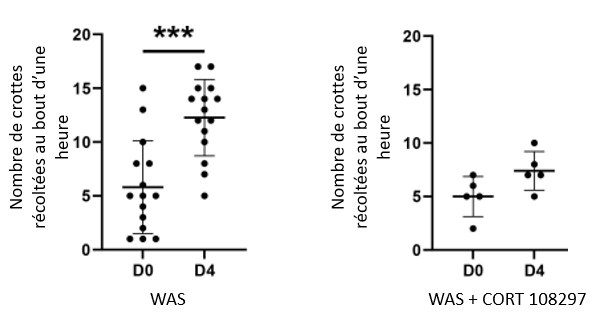 Nombre de crottes
récoltées au bout d'une
heure
20
15
10
5
0
***
D0 D4
WAS
Nombre de crottes
récoltées au bout d'une
heure
20
15
10
5
0
D0 D4
WAS + CORT 108297